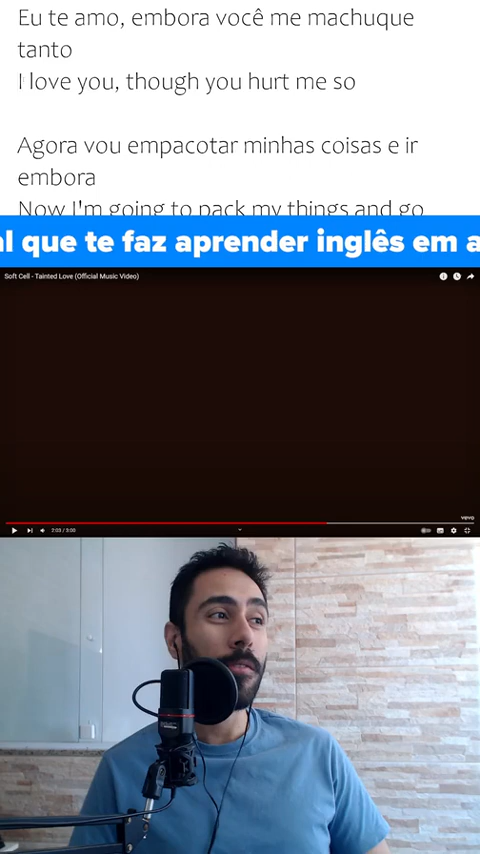 Eu te amo, embora você me machuque
tanto
I love you, though you hurt me so
Agora vou empacotar minhas coisas e ir
embora
Now I'm going to pack my things and go
al que te faz aprender inglês em a
Soft Cell - Tainted Love (Official Music Video)
vevo
2:03 / 3:00